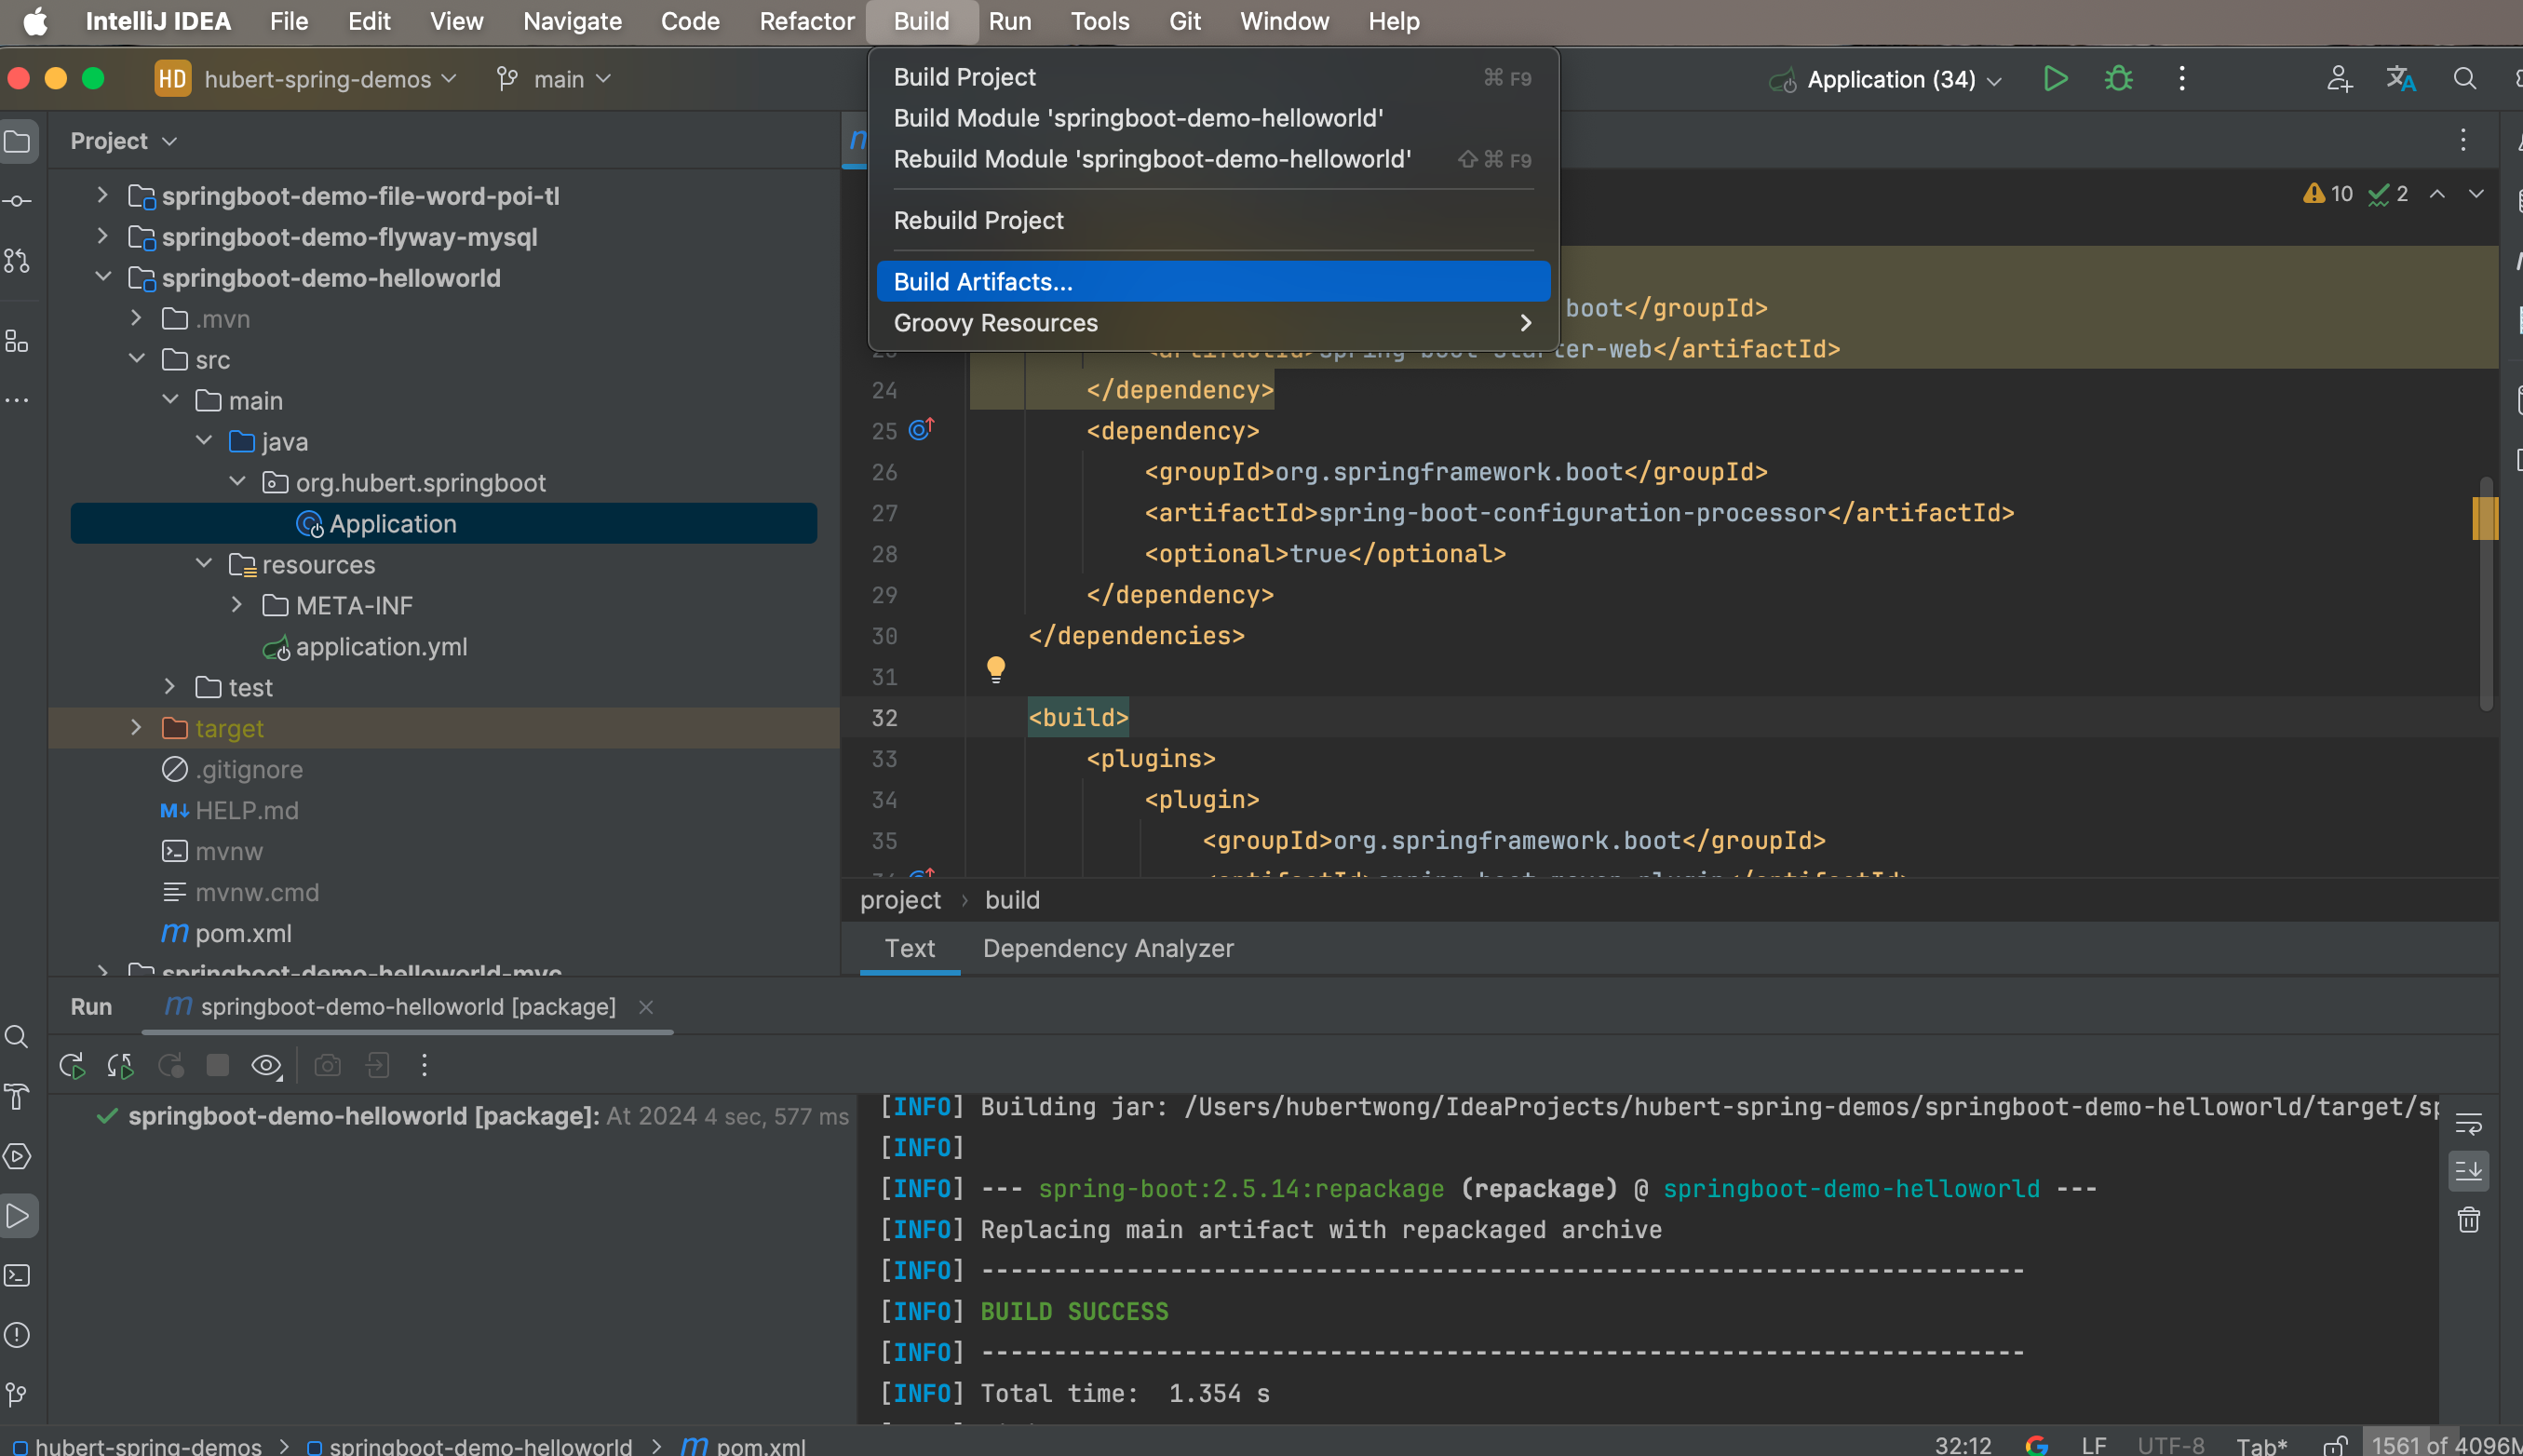 IntelliJ IDEA File Edit View Navigate Code Refactor Build Run Tools Git Window Help
HD hubert-spring-demos main Application (34)
Build Project ⌘ F9
Build Module 'springboot-demo-helloworld'
Rebuild Module 'springboot-demo-helloworld' ⇧ ⌘ F9
Rebuild Project
Build Artifacts...
Groovy Resources
Project
springboot-demo-file-word-poi-tl
springboot-demo-flyway-mysql
springboot-demo-helloworld
.mvn
src
main
java
org.hubert.springboot
Application
resources
META-INF
application.yml
test
target
.gitignore
HELP.md
mvnw
mvnw.cmd
pom.xml
springboot-demo-helloworld-mvc
10 2
boot</groupId>
<artifactId>spring-boot-starter-web</artifactId>
24 </dependency>
25 <dependency>
26 <groupId>org.springframework.boot</groupId>
27 <artifactId>spring-boot-configuration-processor</artifactId>
28 <optional>true</optional>
29 </dependency>
30 </dependencies>
31
32 <build>
33 <plugins>
34 <plugin>
35 <groupId>org.springframework.boot</groupId>
<artifactId>spring-boot-maven-plugin</artifactId>
project › build
Text Dependency Analyzer
Run springboot-demo-helloworld [package]
springboot-demo-helloworld [package]: At 2024 4 sec, 577 ms
[INFO] Building jar: /Users/hubertwong/IdeaProjects/hubert-spring-demos/springboot-demo-helloworld/target/sp
[INFO]
[INFO] --- spring-boot:2.5.14:repackage (repackage) @ springboot-demo-helloworld ---
[INFO] Replacing main artifact with repackaged archive
[INFO] ------------------------------------------------------------------------
[INFO] BUILD SUCCESS
[INFO] ------------------------------------------------------------------------
[INFO] Total time:  1.354 s
hubert-spring-demos > springboot-demo-helloworld > pom.xml 32:12 LF UTF-8 Tab* 1561 of 4096M